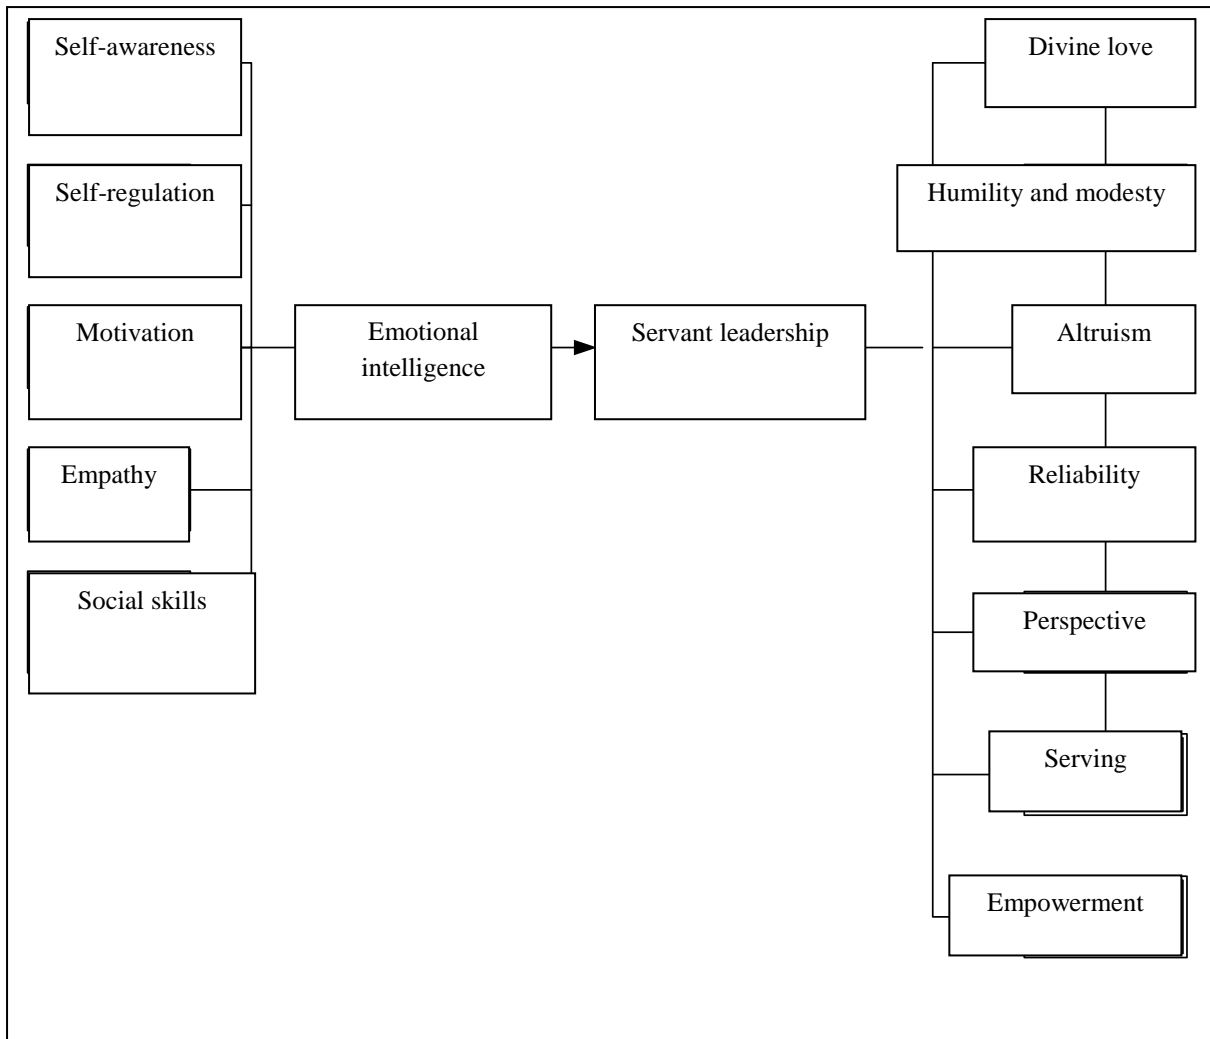 Self-awareness
Self-regulation
Motivation
Empathy
Social skills
Emotional
intelligence
Servant leadership
Divine love
Humility and modesty
Altruism
Reliability
Perspective
Serving
Empowerment